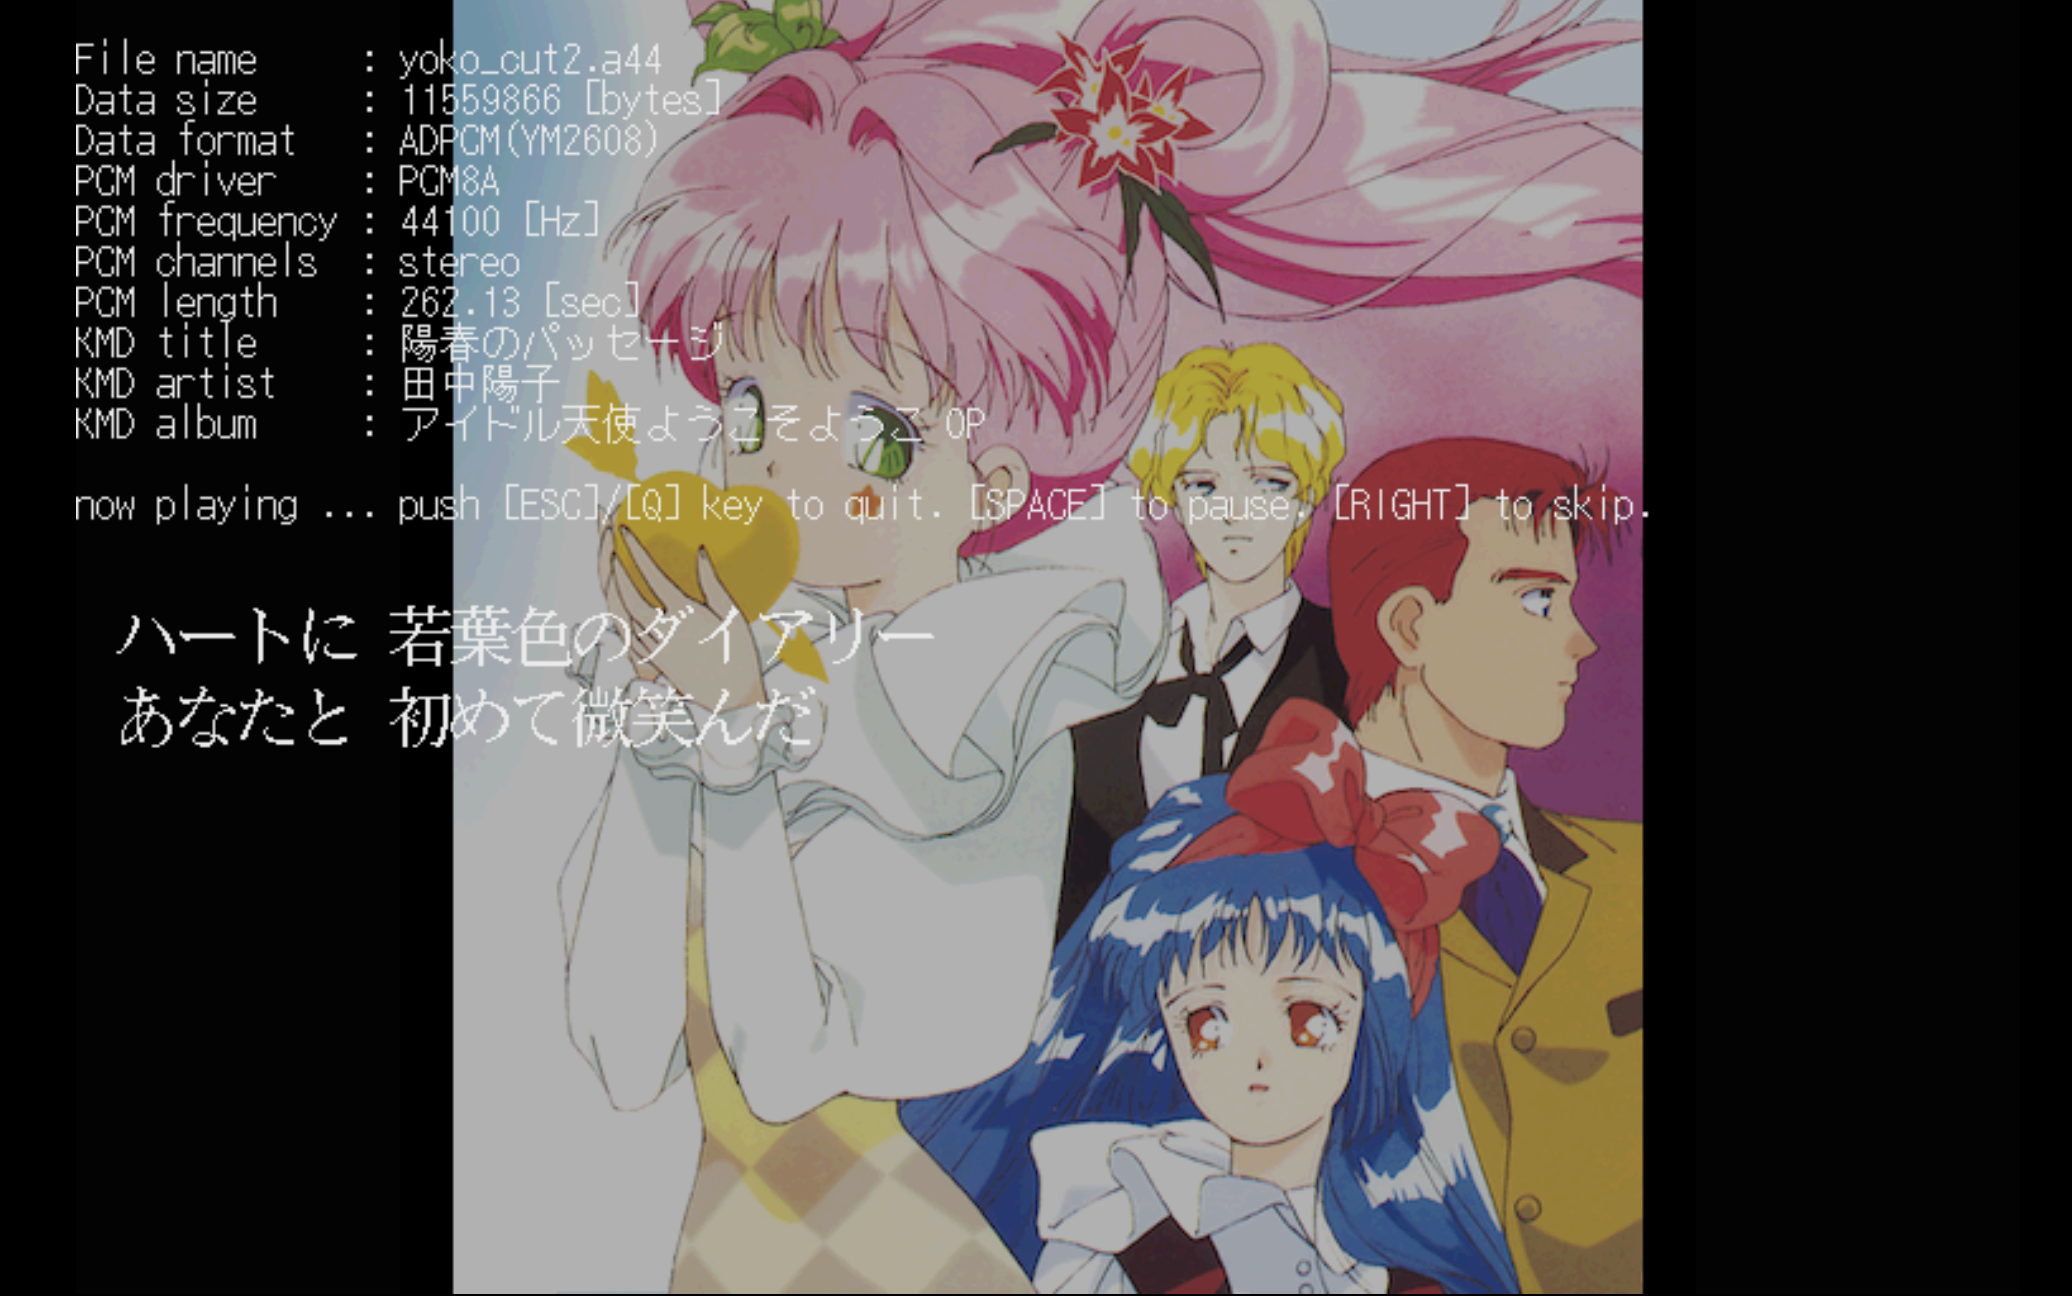 File name : yoko_cut2.a44
Data size : 11559866 [bytes]
Data format : ADPCM(YM2608)
PCM driver : PCM8A
PCM frequency : 44100 [Hz]
PCM channels : stereo
PCM length : 262.13 [sec]
KMD title : 陽春のパッセージ
KMD artist : 田中陽子
KMD album : アイドル天使ようこそようこ OP
now playing ... push [ESC]/[Q] key to quit. [SPACE] to pause. [RIGHT] to skip.
ハートに 若葉色のダイアリー
あなたと 初めて微笑んだ